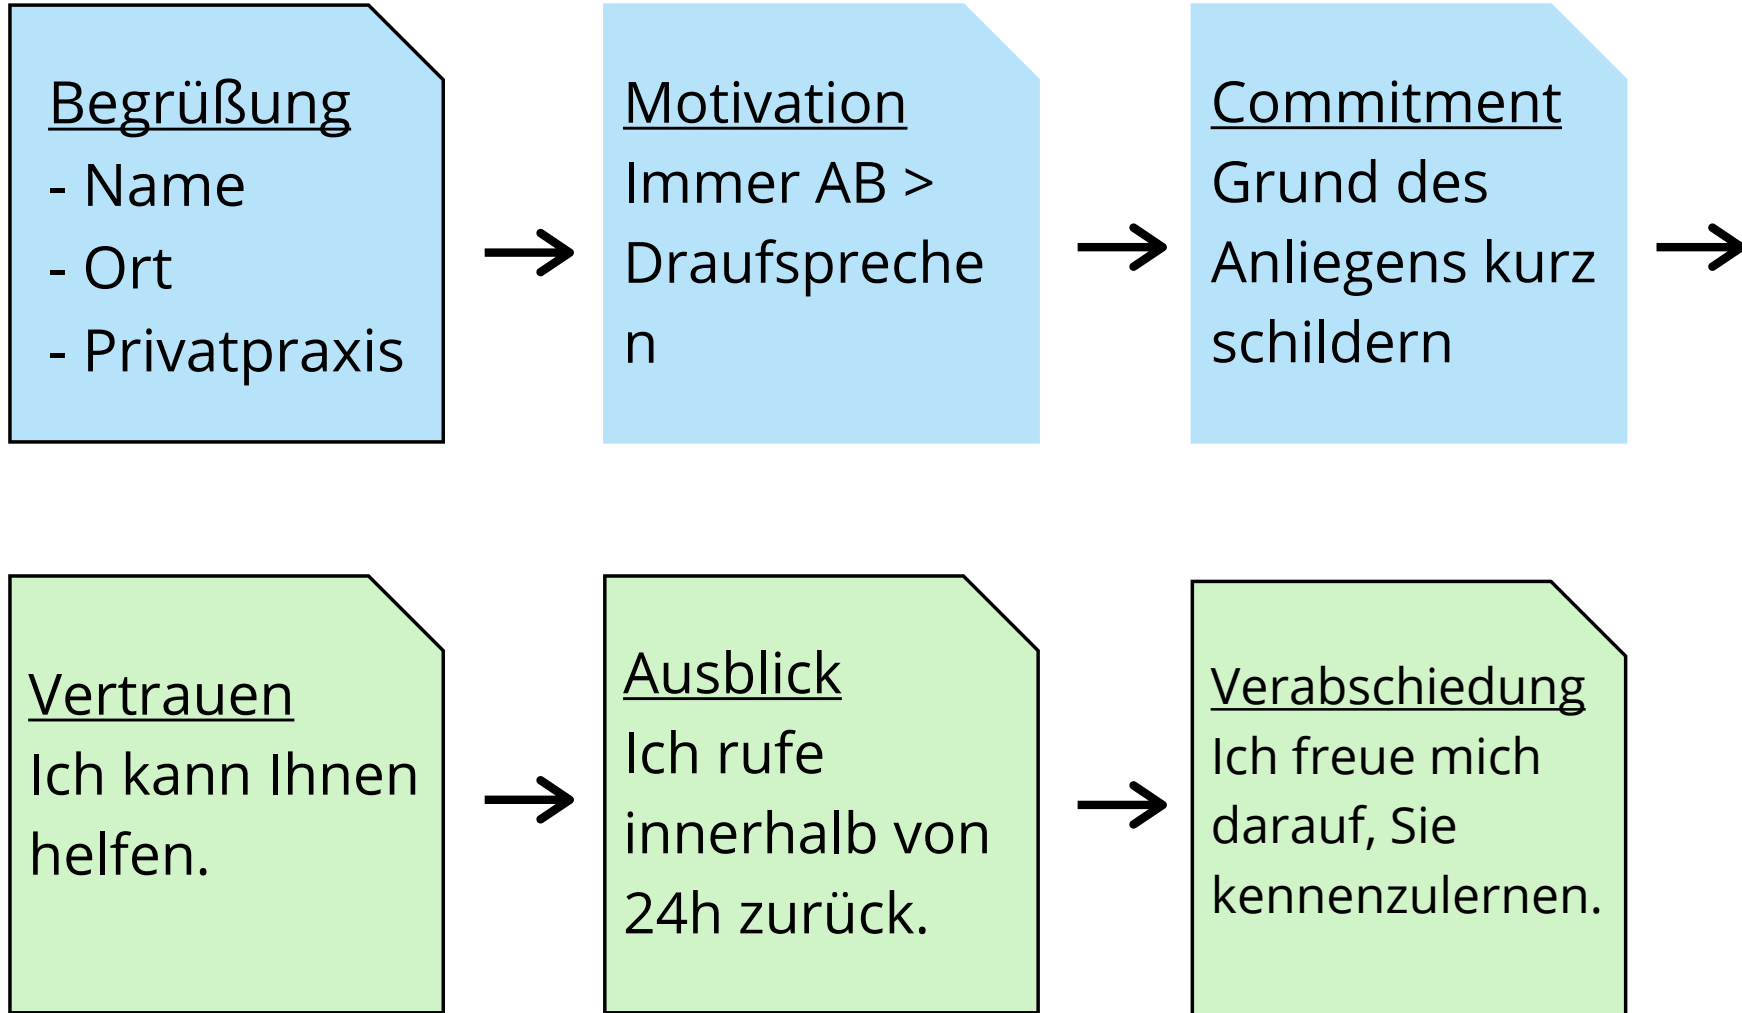 Begrüßung
- Name
- Ort
- Privatpraxis
Motivation
Immer AB >
Draufspreche
n
Commitment
Grund des
Anliegens kurz
schildern
Vertrauen
Ich kann Ihnen
helfen.
Ausblick
Ich rufe
innerhalb von
24h zurück.
Verabschiedung
Ich freue mich
darauf, Sie
kennenzulernen.